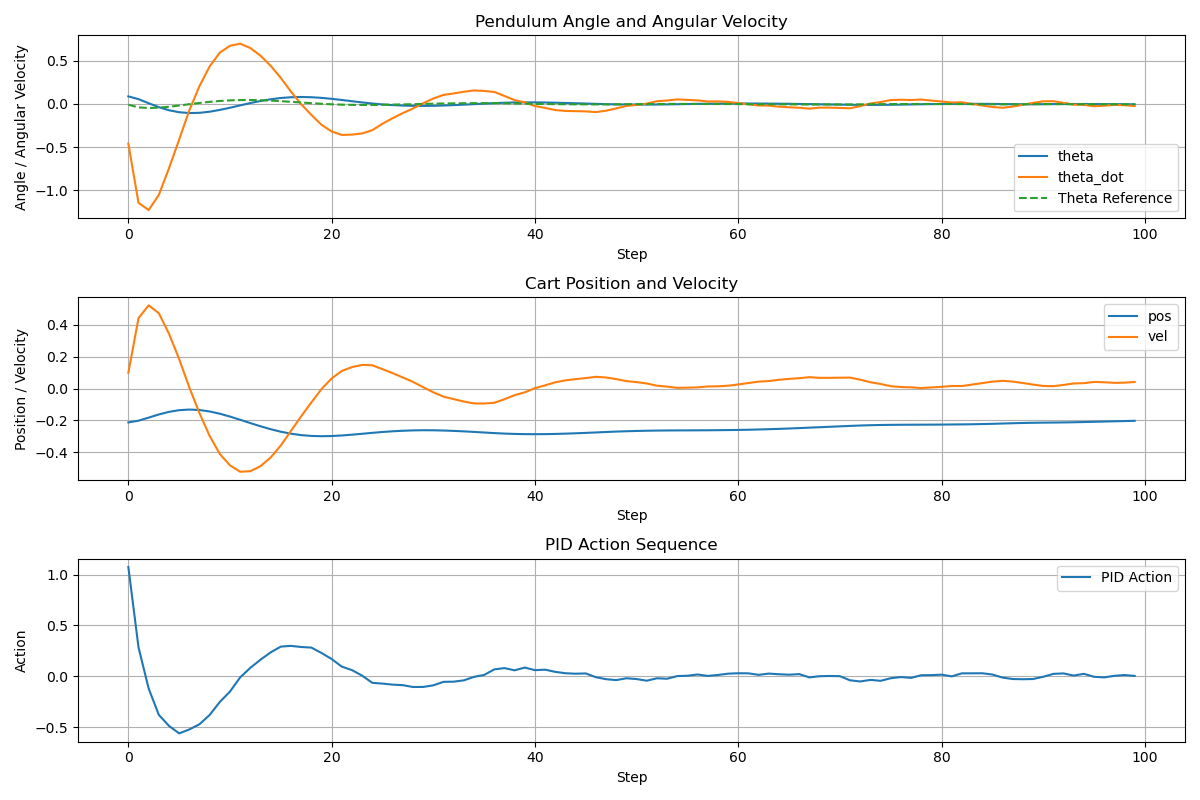 Pendulum Angle and Angular Velocity
Angle / Angular Velocity
0.5
0.0
−0.5
−1.0
theta
theta_dot
Theta Reference
0 20 40 60 80 100
Step
Cart Position and Velocity
Position / Velocity
0.4
0.2
0.0
−0.2
−0.4
pos
vel
0 20 40 60 80 100
Step
PID Action Sequence
Action
1.0
0.5
0.0
−0.5
PID Action
0 20 40 60 80 100
Step